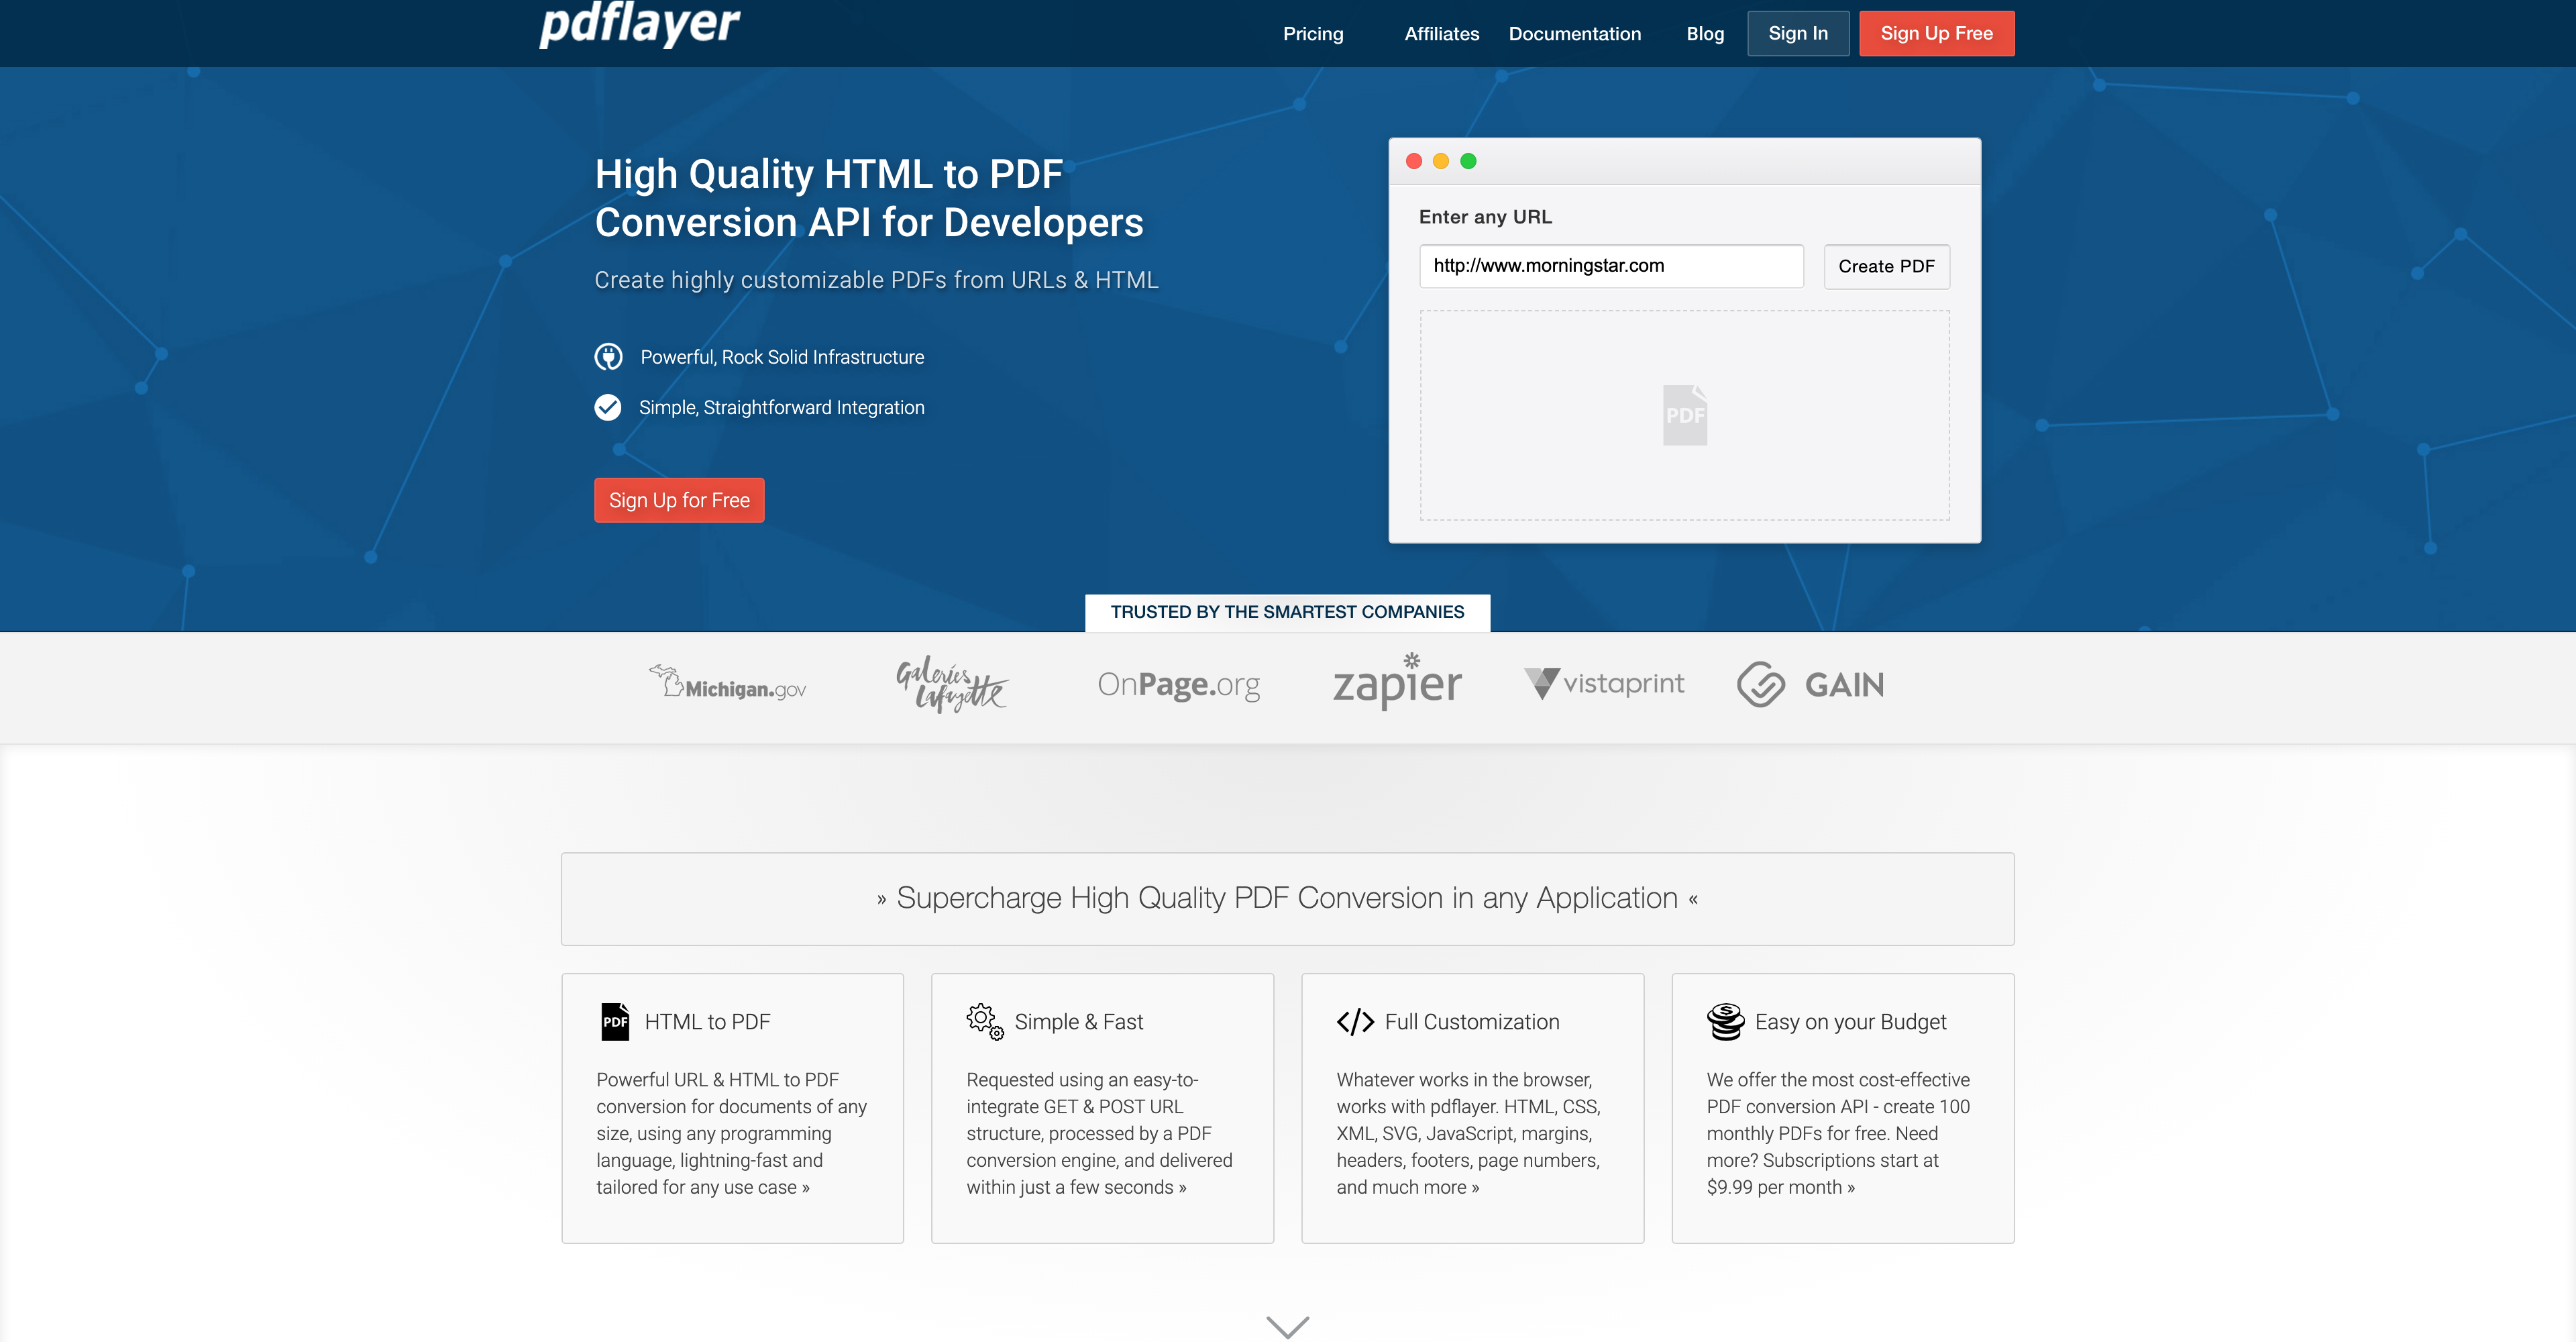 pdflayer
Pricing
Affiliates
Documentation
Blog
Sign In
Sign Up Free
High Quality HTML to PDF
Conversion API for Developers
Create highly customizable PDFs from URLs & HTML
Powerful, Rock Solid Infrastructure
Simple, Straightforward Integration
Sign Up for Free
Enter any URL
http://www.morningstar.com
Create PDF
PDF
TRUSTED BY THE SMARTEST COMPANIES
Michigan.gov
Galeries
Lafayette
OnPage.org
zapier
vistaprint
GAIN
» Supercharge High Quality PDF Conversion in any Application «
PDF
HTML to PDF
Powerful URL & HTML to PDF
conversion for documents of any
size, using any programming
language, lightning-fast and
tailored for any use case »
Simple & Fast
Requested using an easy-to-
integrate GET & POST URL
structure, processed by a PDF
conversion engine, and delivered
within just a few seconds »
</> Full Customization
Whatever works in the browser,
works with pdflayer. HTML, CSS,
XML, SVG, JavaScript, margins,
headers, footers, page numbers,
and much more »
$
Easy on your Budget
We offer the most cost-effective
PDF conversion API - create 100
monthly PDFs for free. Need
more? Subscriptions start at
$9.99 per month »